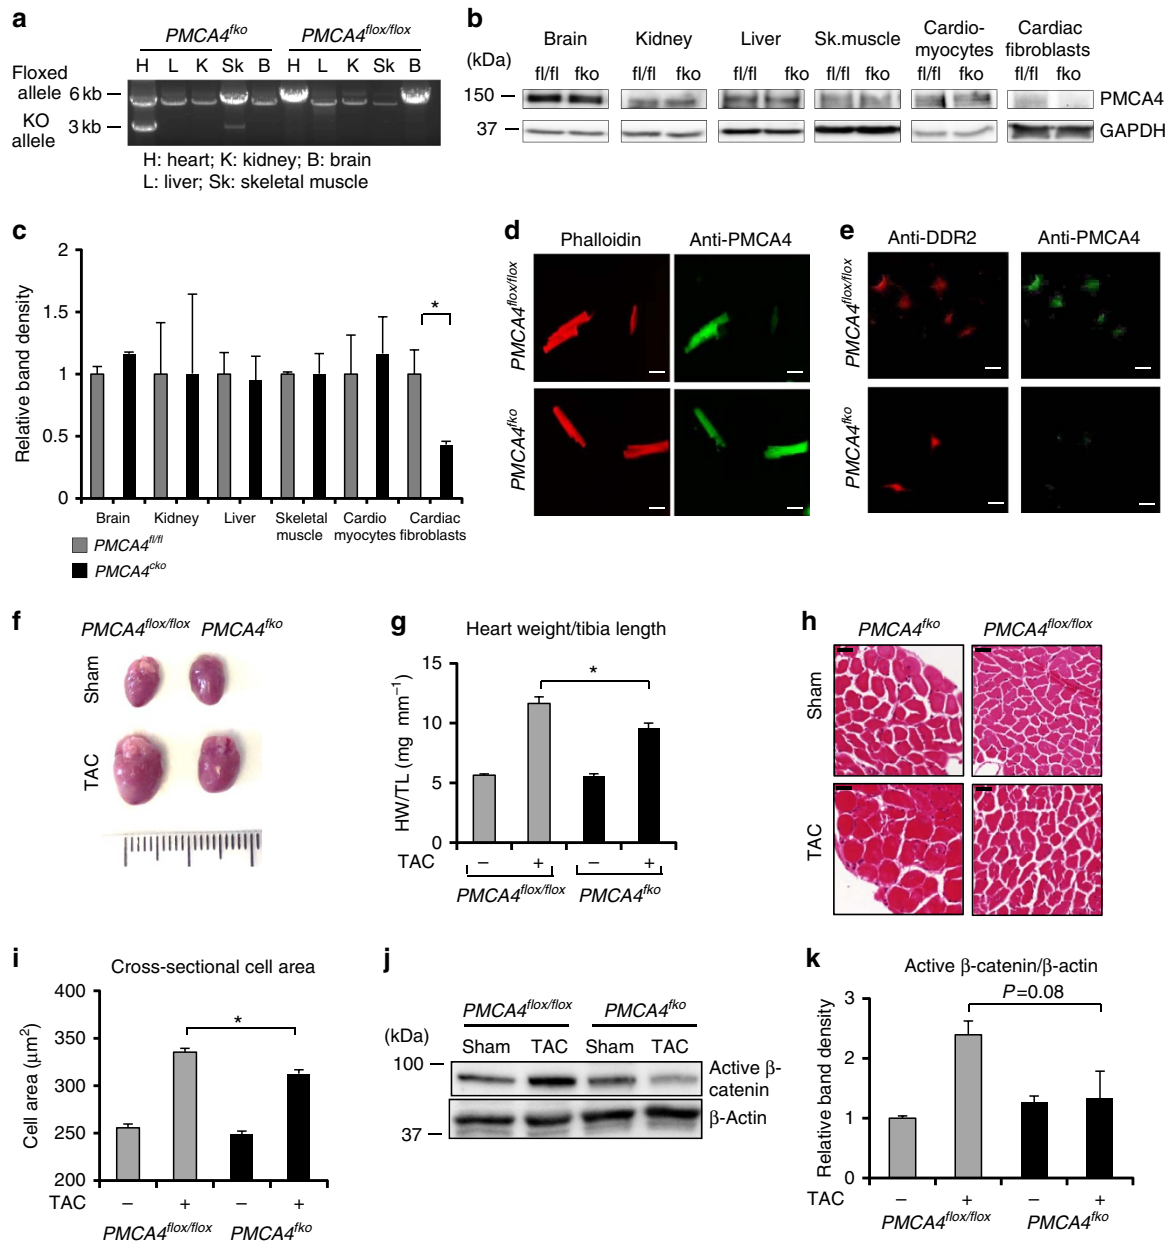 a
PMCA4fko PMCA4flox/flox
H L K Sk B H L K Sk B
Floxed allele 6 kb
KO allele 3 kb
H: heart; K: kidney; B: brain
L: liver; Sk: skeletal muscle
b
Brain Kidney Liver Sk.muscle Cardio-myocytes Cardiac fibroblasts
(kDa) fl/fl fko fl/fl fko fl/fl fko fl/fl fko fl/fl fko fl/fl fko
150 PMCA4
37 GAPDH
c
Relative band density
2
1.5
1
0.5
0
*
Brain Kidney Liver Skeletal muscle Cardio myocytes Cardiac fibroblasts
PMCA4fl/fl
PMCA4cko
d
Phalloidin Anti-PMCA4
PMCA4flox/flox
PMCA4fko
e
Anti-DDR2 Anti-PMCA4
PMCA4flox/flox
PMCA4fko
f
PMCA4flox/flox PMCA4fko
Sham
TAC
g
Heart weight/tibia length
HW/TL (mg mm−1)
15
10
5
0
*
TAC − + − +
PMCA4flox/flox PMCA4fko
h
PMCA4fko PMCA4flox/flox
Sham
TAC
i
Cross-sectional cell area
Cell area (μm2)
400
350
300
250
200
*
TAC − + − +
PMCA4flox/flox PMCA4fko
j
PMCA4flox/flox PMCA4fko
(kDa) Sham TAC Sham TAC
100 Active β-catenin
β-Actin
37
k
Active β-catenin/β-actin
P=0.08
Relative band density
3
2
1
0
TAC − + − +
PMCA4flox/flox PMCA4fko